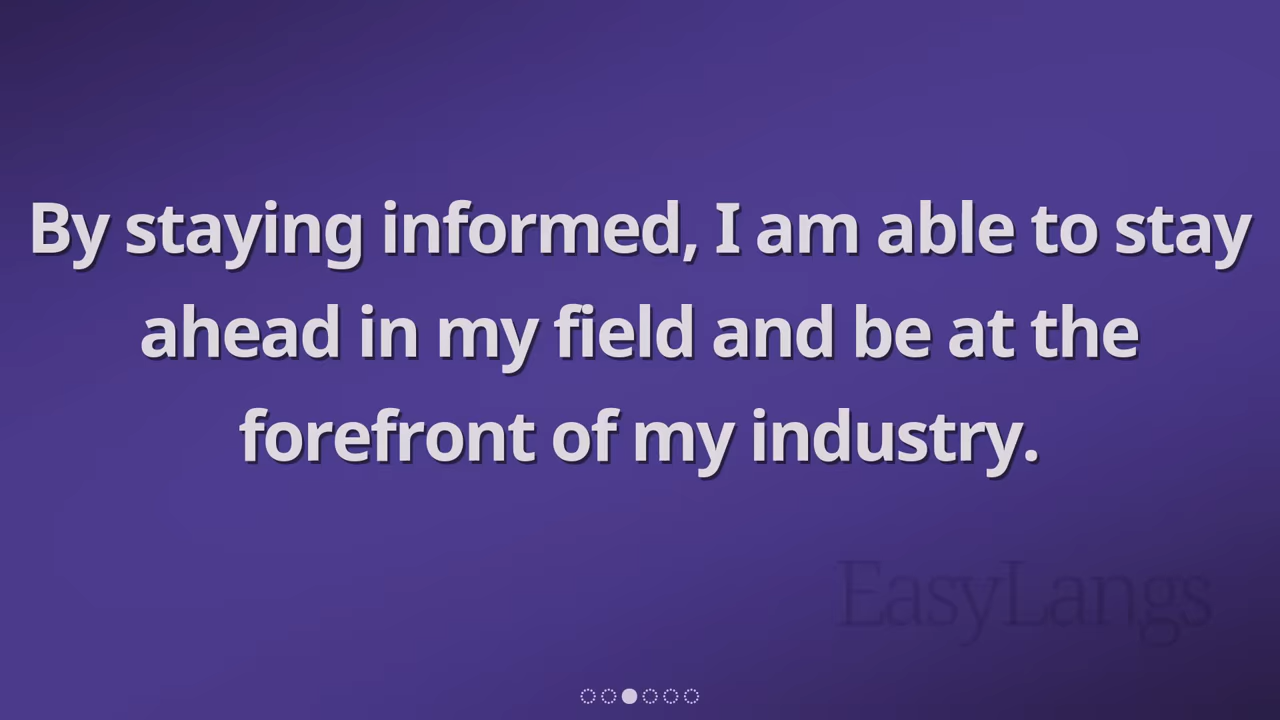 By staying informed, I am able to stay
ahead in my field and be at the
forefront of my industry.
EasyLangs